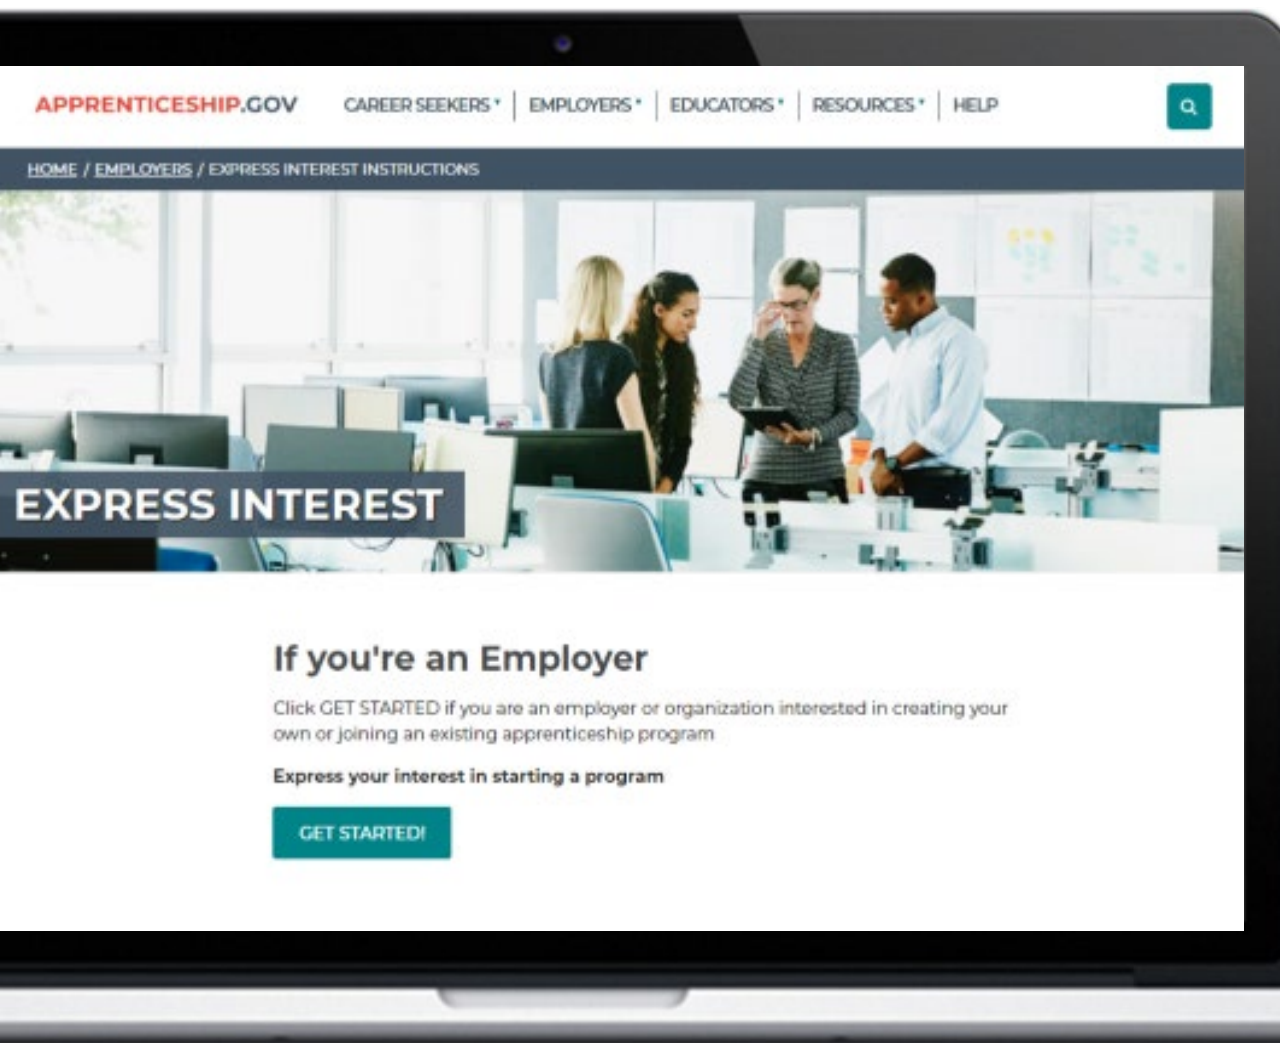 APPRENTICESHIP.GOV CAREER SEEKERS EMPLOYERS EDUCATORS RESOURCES HELP
HOME / EMPLOYERS / EXPRESS INTEREST INSTRUCTIONS
EXPRESS INTEREST
If you're an Employer
Click GET STARTED if you are an employer or organization interested in creating your
own or joining an existing apprenticeship program
Express your interest in starting a program
GET STARTED!